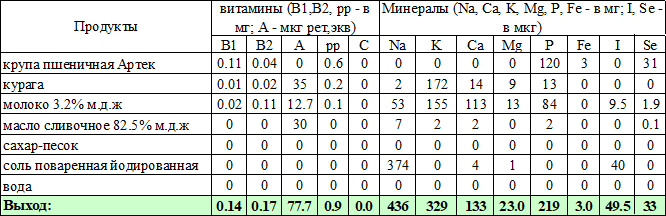 Продукты
витамины (В1,В2, рр - в мг; А - мкг рет,экв)
Минералы (Na, Ca, K, Mg, P, Fe - в мг; I, Se - в мкг)
B1 B2 A pp C Na K Ca Mg P Fe I Se
крупа пшеничная Артек 0.11 0.04 0 0.6 0 0 0 0 0 120 3 0 31
курага 0.01 0.02 35 0.2 0 2 172 14 9 13 0 0 0
молоко 3.2% м.д.ж 0.02 0.11 12.7 0.1 0 53 155 113 13 84 0 9.5 1.9
масло сливочное 82.5% м.д.ж 0 0 30 0 0 7 2 2 0 2 0 0 0.1
сахар-песок 0 0 0 0 0 0 0 0 0 0 0 0 0
соль поваренная йодированная 0 0 0 0 0 374 0 4 1 0 0 40 0
вода 0 0 0 0 0 0 0 0 0 0 0 0 0
Выход: 0.14 0.17 77.7 0.9 0.0 436 329 133 23.0 219 3.0 49.5 33